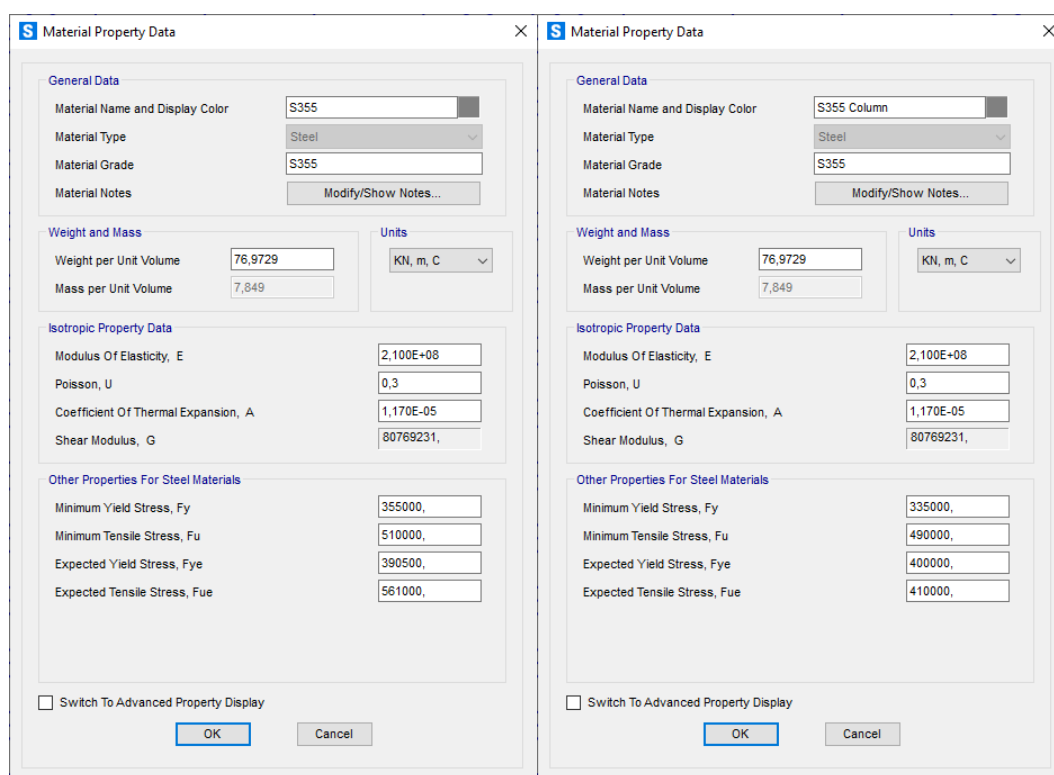 S Material Property Data
General Data
Material Name and Display Color S355
Material Type Steel
Material Grade S355
Material Notes Modify/Show Notes...
Weight and Mass
Weight per Unit Volume 76,9729
Mass per Unit Volume 7,849
Units
KN, m, C
Isotropic Property Data
Modulus Of Elasticity, E 2,100E+08
Poisson, U 0,3
Coefficient Of Thermal Expansion, A 1,170E-05
Shear Modulus, G 80769231,
Other Properties For Steel Materials
Minimum Yield Stress, Fy 355000,
Minimum Tensile Stress, Fu 510000,
Expected Yield Stress, Fye 390500,
Expected Tensile Stress, Fue 561000,
Switch To Advanced Property Display
OK Cancel
S Material Property Data
General Data
Material Name and Display Color S355 Column
Material Type Steel
Material Grade S355
Material Notes Modify/Show Notes...
Weight and Mass
Weight per Unit Volume 76,9729
Mass per Unit Volume 7,849
Units
KN, m, C
Isotropic Property Data
Modulus Of Elasticity, E 2,100E+08
Poisson, U 0,3
Coefficient Of Thermal Expansion, A 1,170E-05
Shear Modulus, G 80769231,
Other Properties For Steel Materials
Minimum Yield Stress, Fy 335000,
Minimum Tensile Stress, Fu 490000,
Expected Yield Stress, Fye 400000,
Expected Tensile Stress, Fue 410000,
Switch To Advanced Property Display
OK Cancel